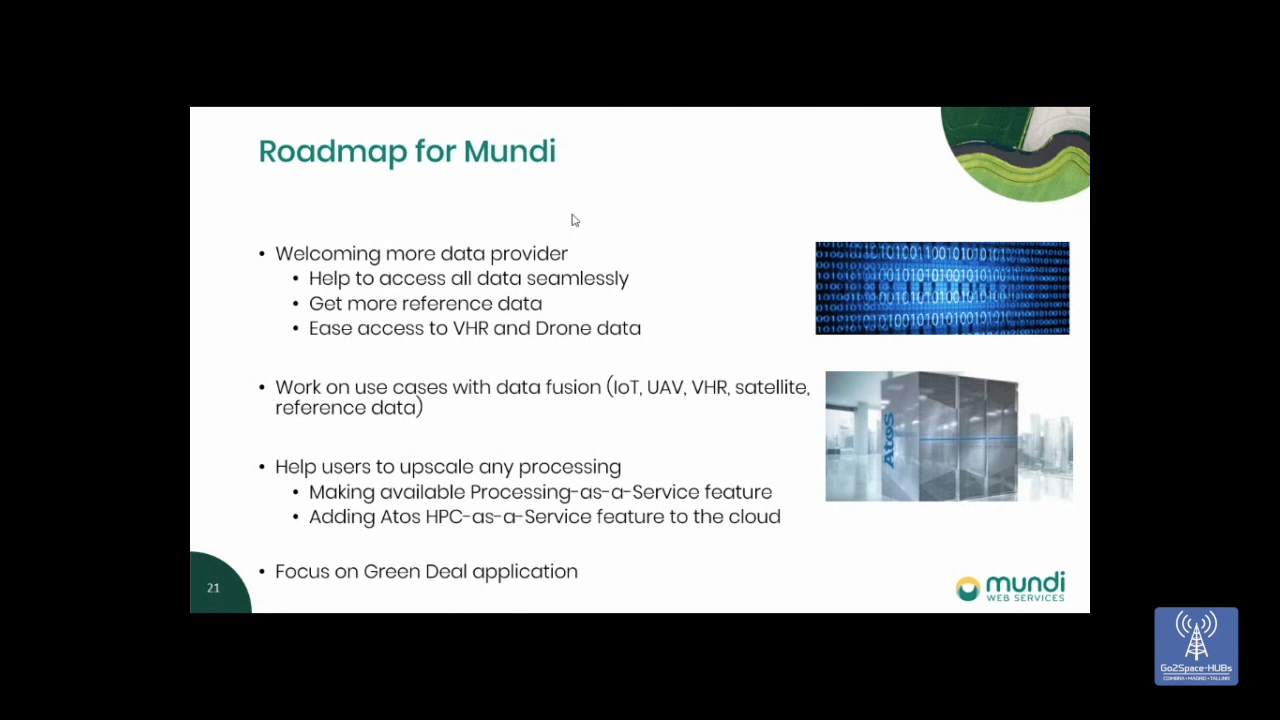 Roadmap for Mundi
• Welcoming more data provider
• Help to access all data seamlessly
• Get more reference data
• Ease access to VHR and Drone data
• Work on use cases with data fusion (IoT, UAV, VHR, satellite,
reference data)
• Help users to upscale any processing
• Making available Processing-as-a-Service feature
• Adding Atos HPC-as-a-Service feature to the cloud
• Focus on Green Deal application
Atos
21
mundi
WEB SERVICES
Go2Space-HUBs
COIMBRA • MADRID • TALLINN